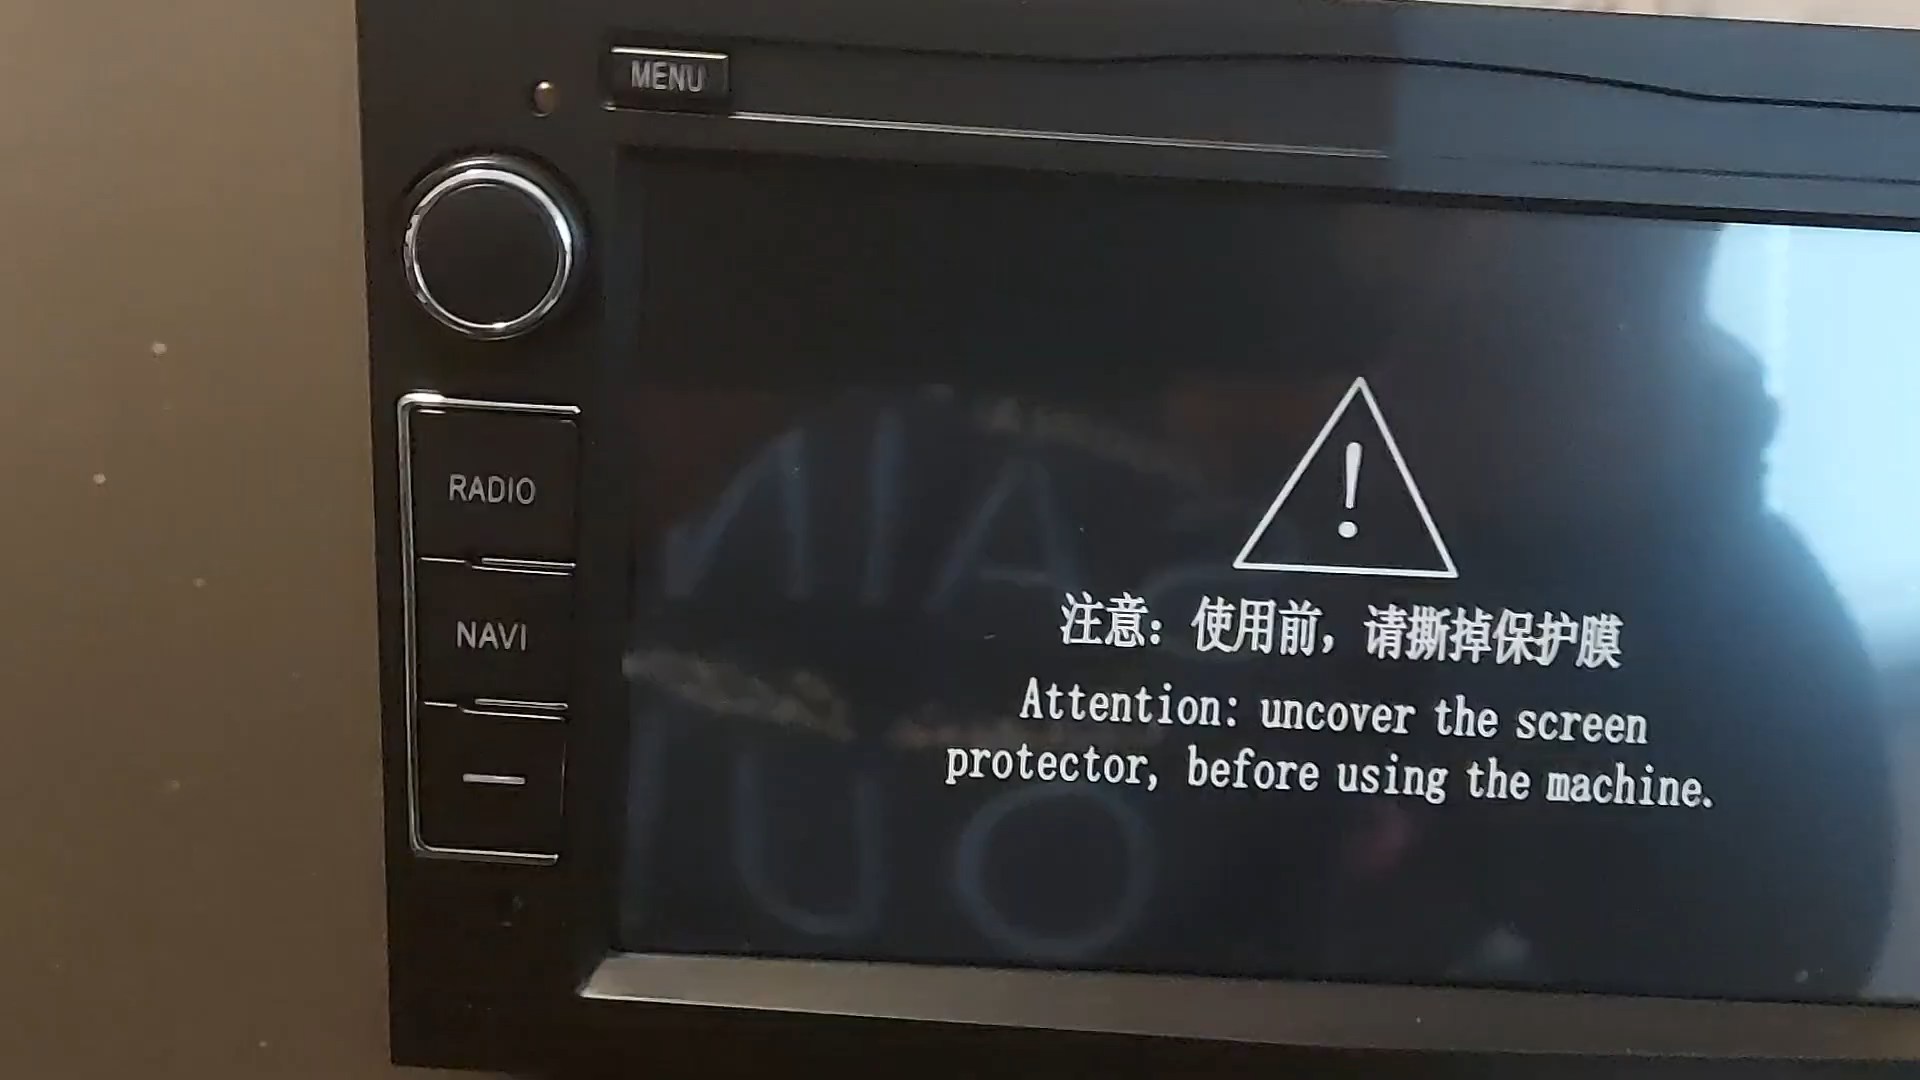 MENU
RADIO
NAVI
注意：使用前，请撕掉保护膜
Attention: uncover the screen
protector, before using the machine.